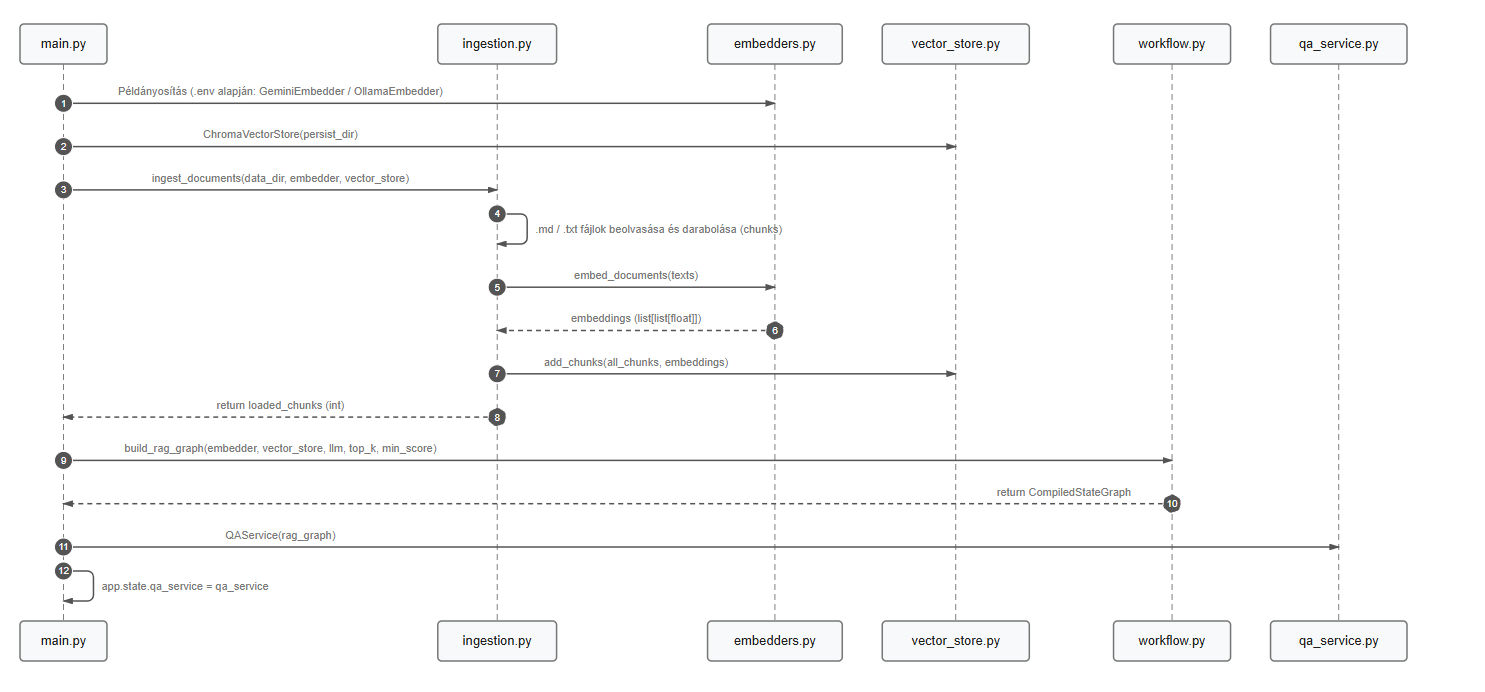 main.py
ingestion.py
embedders.py
vector_store.py
workflow.py
qa_service.py
Példányosítás (.env alapján: GeminiEmbedder / OllamaEmbedder)
1
ChromaVectorStore(persist_dir)
2
ingest_documents(data_dir, embedder, vector_store)
3
4
.md / .txt fájlok beolvasása és darabolása (chunks)
embed_documents(texts)
5
embeddings (list[list[float]])
6
add_chunks(all_chunks, embeddings)
7
return loaded_chunks (int)
8
build_rag_graph(embedder, vector_store, llm, top_k, min_score)
9
return CompiledStateGraph
10
QAService(rag_graph)
11
12
app.state.qa_service = qa_service
main.py
ingestion.py
embedders.py
vector_store.py
workflow.py
qa_service.py